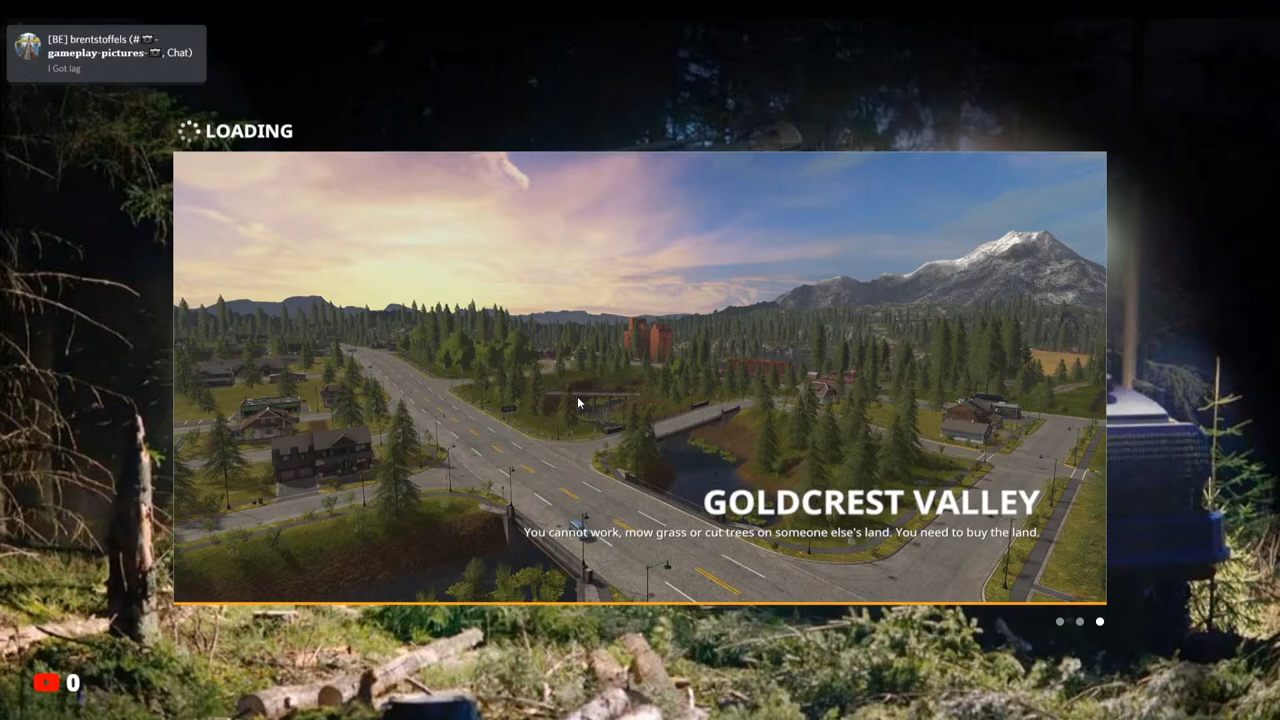 [BE] brentstoffels (#📷-
gameplay-pictures-📷, Chat)
I Got lag
LOADING
GOLDCREST VALLEY
You cannot work, mow grass or cut trees on someone else's land. You need to buy the land.
0